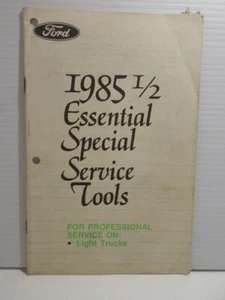 Ford
1985 1/2
Essential
Special
Service
Tools
FOR PROFESSIONAL
SERVICE ON:
• Light Trucks